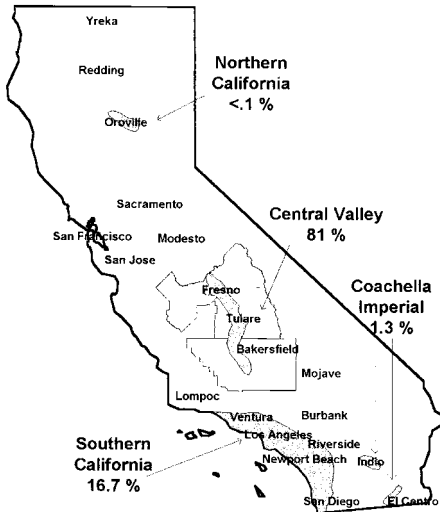 Yreka
Redding
Northern
California
<.1 %
Oroville
Sacramento
San Francisco
Modesto
San Jose
Central Valley
81 %
Fresno
Tulare
Bakersfield
Coachella
Imperial
1.3 %
Mojave
Lompoc
Ventura
Burbank
Los Angeles
Riverside
Newport Beach
Indio
Southern
California
16.7 %
San Diego
El Centro